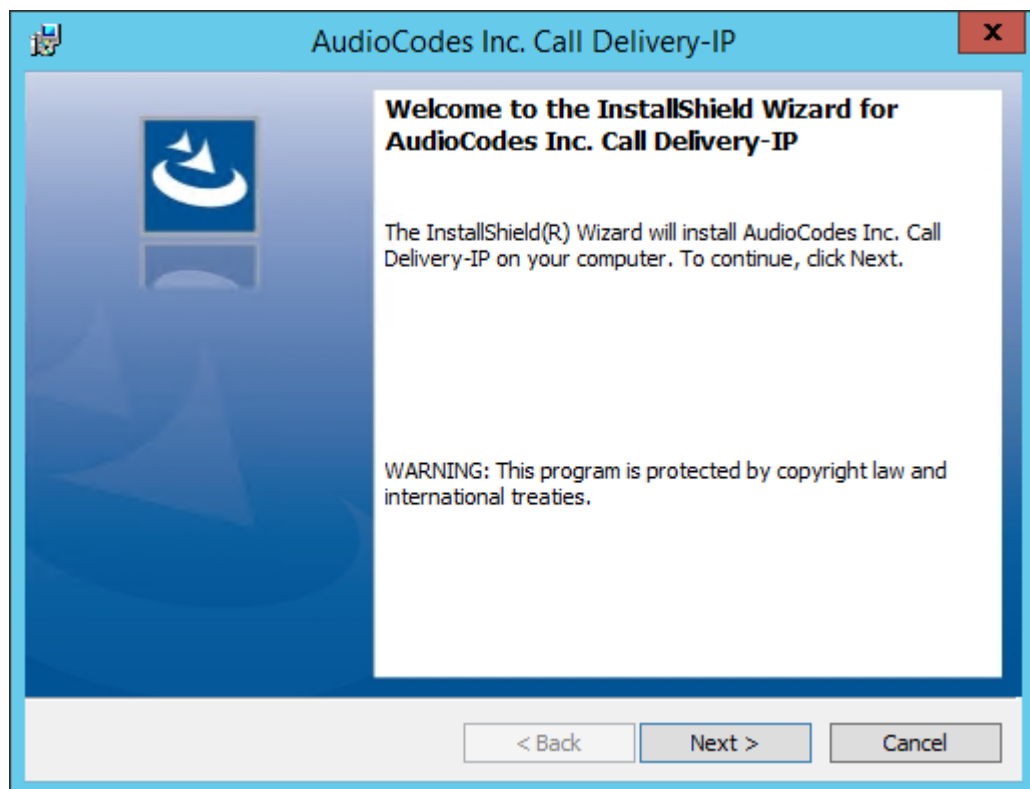 AudioCodes Inc. Call Delivery-IP
x
Welcome to the InstallShield Wizard for
AudioCodes Inc. Call Delivery-IP
The InstallShield(R) Wizard will install AudioCodes Inc. Call
Delivery-IP on your computer. To continue, click Next.
WARNING: This program is protected by copyright law and
international treaties.
< Back
Next >
Cancel